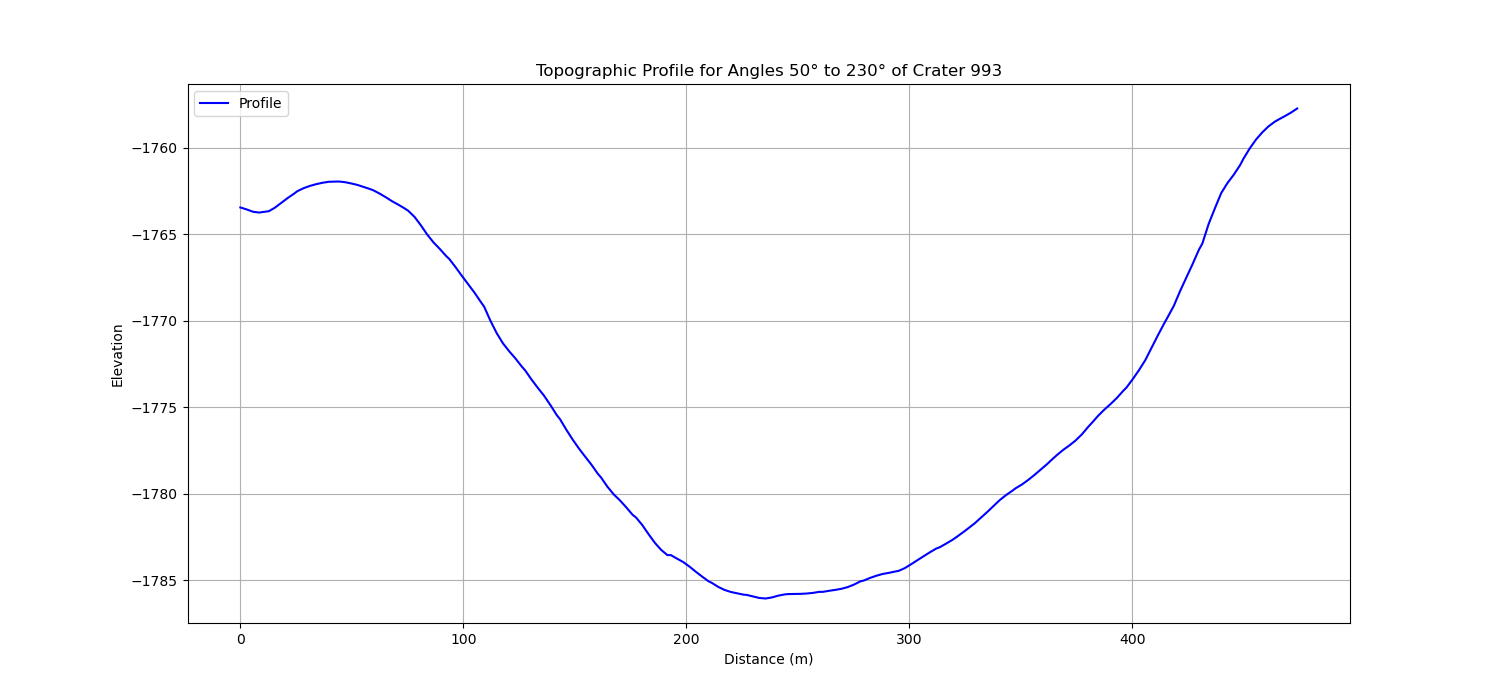 Topographic Profile for Angles 50° to 230° of Crater 993
Profile
−1760
−1765
−1770
−1775
−1780
−1785
Elevation
0 100 200 300 400
Distance (m)